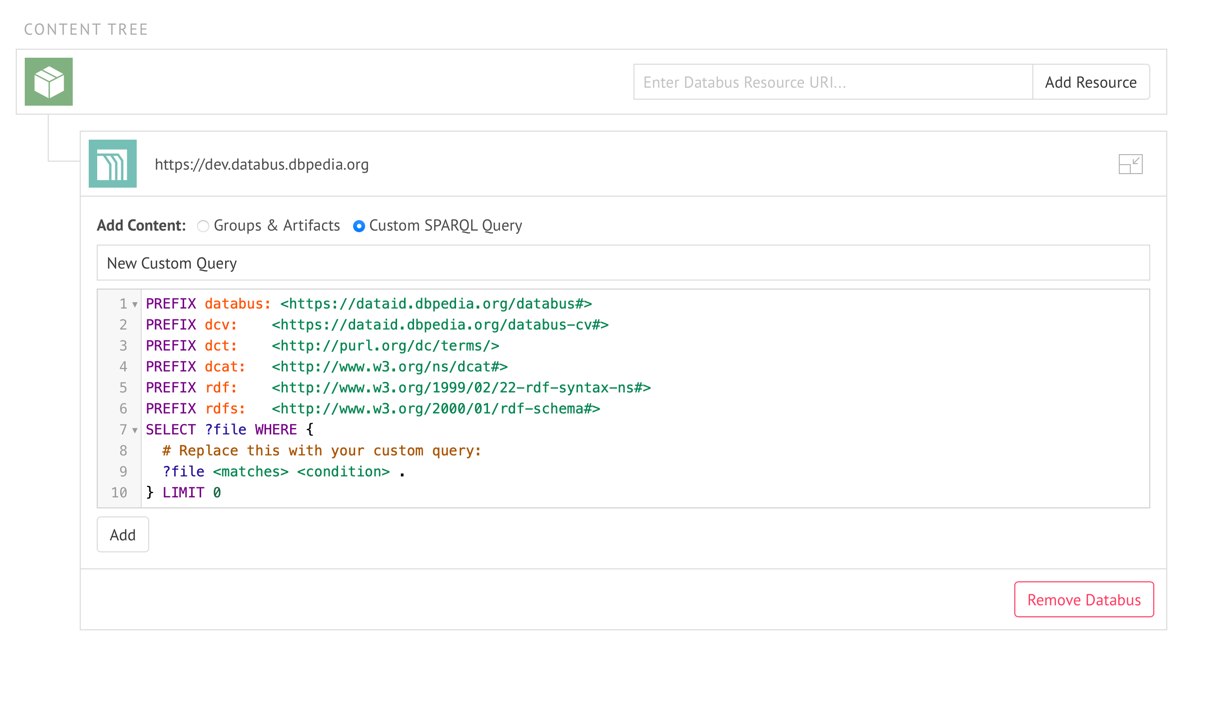 CONTENT TREE
Enter Databus Resource URI...
Add Resource
https://dev.databus.dbpedia.org
Add Content: Groups & Artifacts Custom SPARQL Query
New Custom Query
1 PREFIX databus: <https://dataid.dbpedia.org/databus#>
2 PREFIX dcv: <https://dataid.dbpedia.org/databus-cv#>
3 PREFIX dct: <http://purl.org/dc/terms/>
4 PREFIX dcat: <http://www.w3.org/ns/dcat#>
5 PREFIX rdf: <http://www.w3.org/1999/02/22-rdf-syntax-ns#>
6 PREFIX rdfs: <http://www.w3.org/2000/01/rdf-schema#>
7 SELECT ?file WHERE {
8 # Replace this with your custom query:
9 ?file <matches> <condition> .
10 } LIMIT 0
Add
Remove Databus